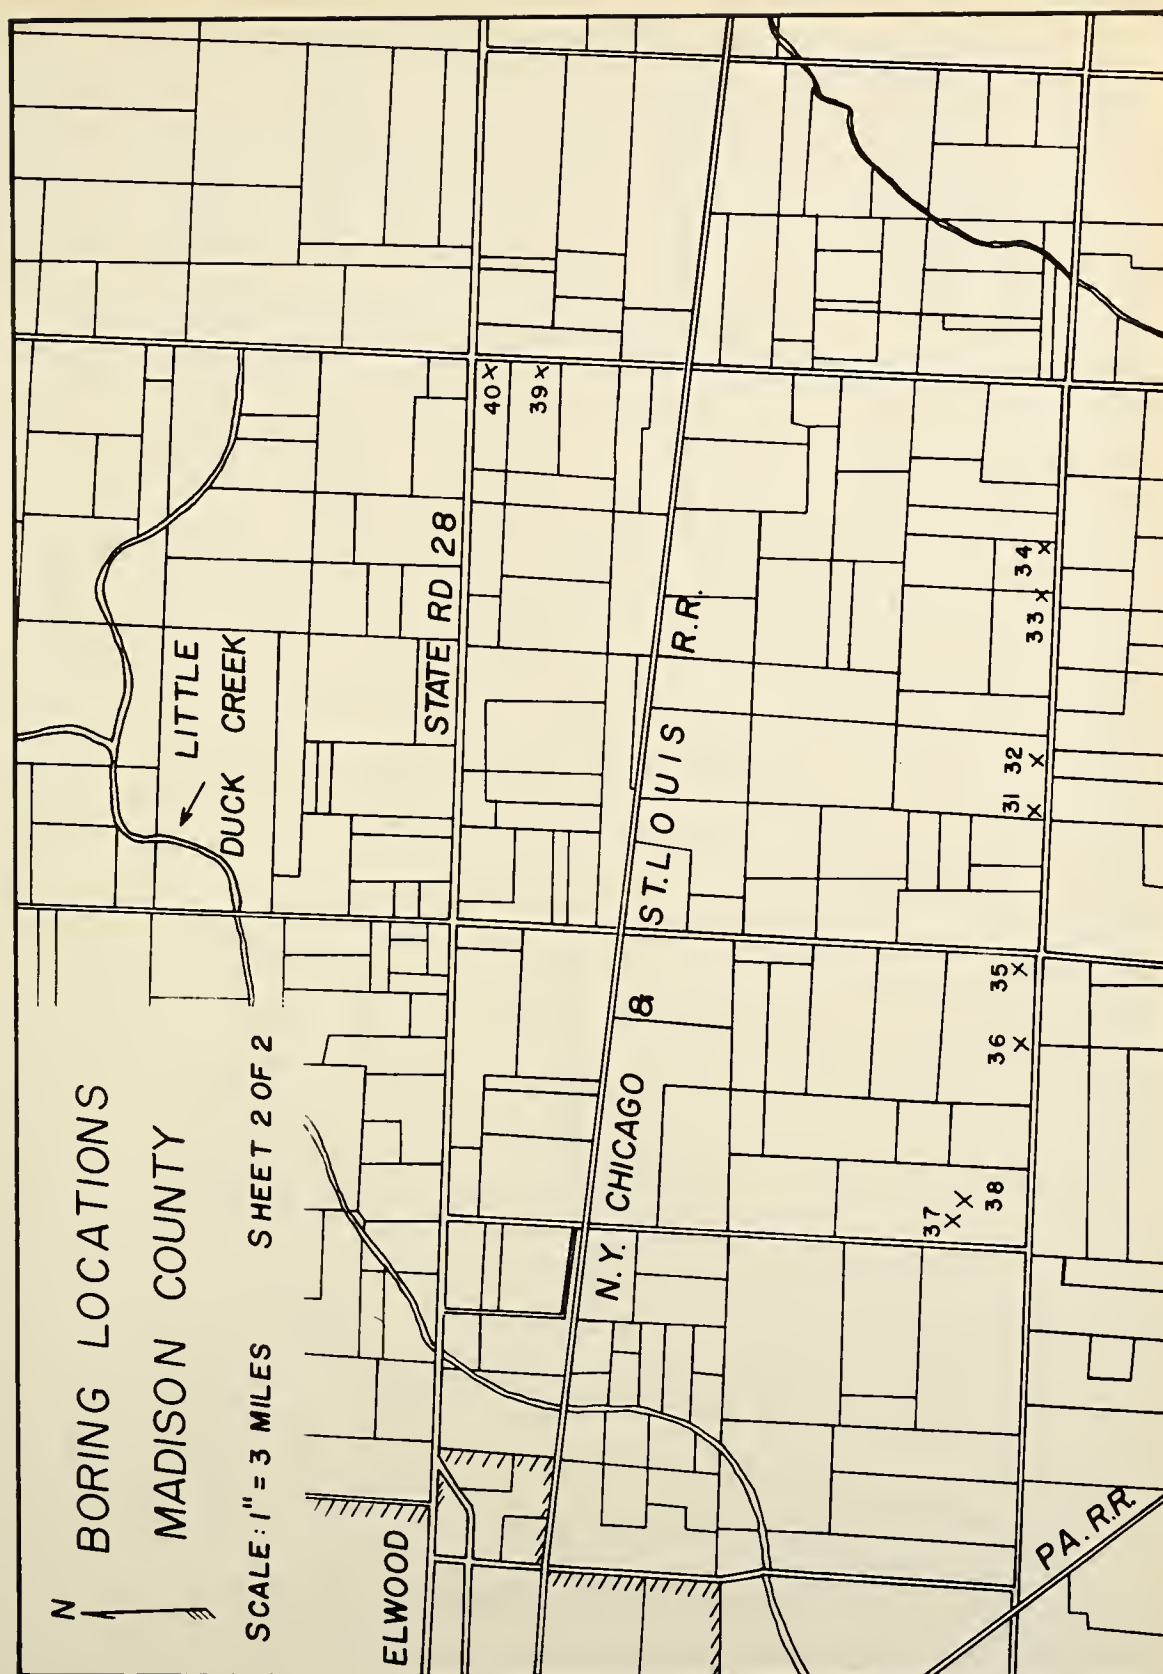 N
BORING LOCATIONS
MADISON COUNTY
SCALE: 1" = 3 MILES SHEET 2 OF 2
LITTLE
DUCK CREEK
ELWOOD
STATE RD 28
40
39
N.Y. CHICAGO & ST. LOUIS R.R.
37
38
36
35
31
32
33
34
PA. R.R.